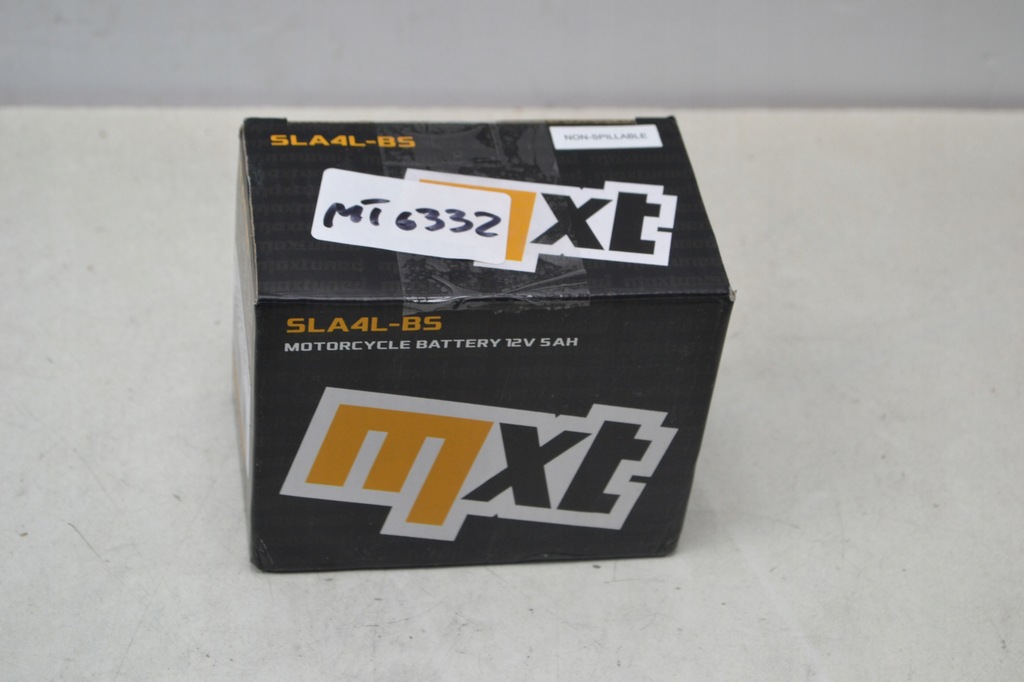 SLA4L-BS
NON-SPILLABLE
MT 6332
mxt
SLA4L-BS
MOTORCYCLE BATTERY 12V 5AH
mxt